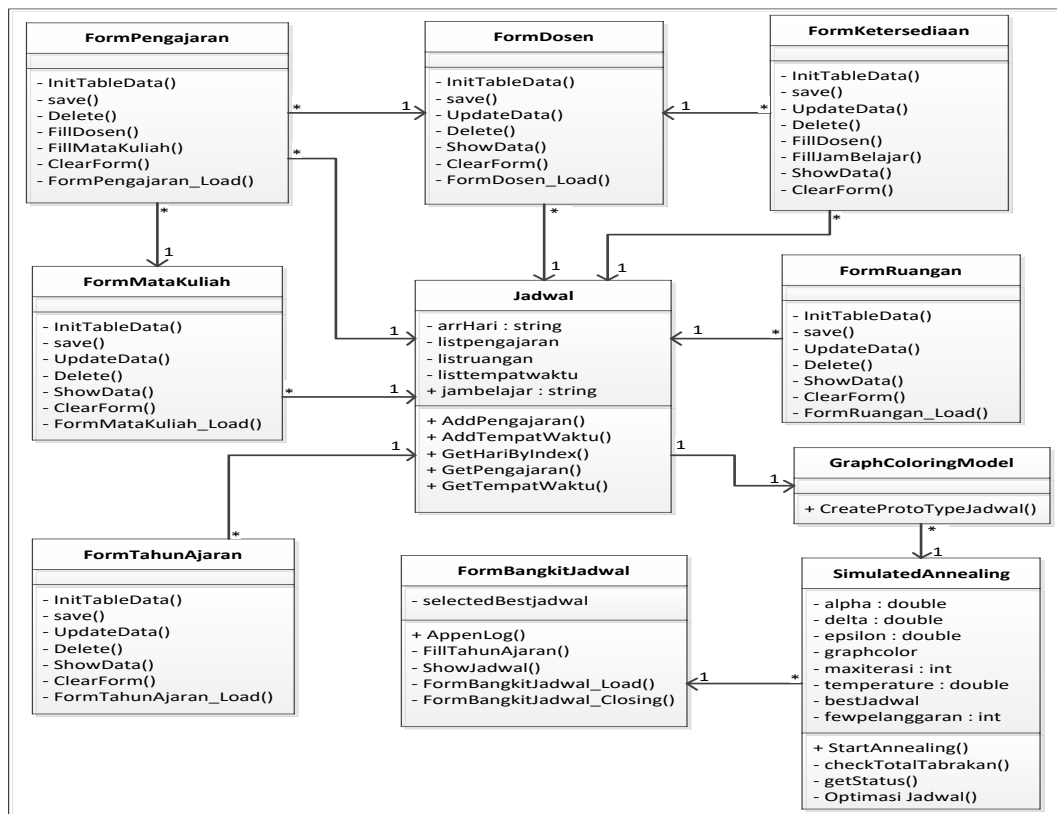 FormPengajaran
- InitTableData()
- save()
- Delete()
- FillDosen()
- FillMataKuliah()
- ClearForm()
- FormPengajaran_Load()
*
1
*
*
1
FormDosen
- InitTableData()
- save()
- UpdateData()
- Delete()
- ShowData()
- ClearForm()
- FormDosen_Load()
1
*
*
1
FormKetersediaan
- InitTableData()
- save()
- UpdateData()
- Delete()
- FillDosen()
- FillJamBelajar()
- ShowData()
- ClearForm()
*
1
FormMataKuliah
- InitTableData()
- save()
- UpdateData()
- Delete()
- ShowData()
- ClearForm()
- FormMataKuliah_Load()
*
1
1
Jadwal
- arrHari : string
- listpengajaran
- listruangan
- listtempatwaktu
+ jambelajar : string
+ AddPengajaran()
+ AddTempatWaktu()
+ GetHariByIndex()
+ GetPengajaran()
+ GetTempatWaktu()
1
*
FormRuangan
- InitTableData()
- save()
- UpdateData()
- Delete()
- ShowData()
- ClearForm()
- FormRuangan_Load()
1
1
GraphColoringModel
+ CreateProtoTypeJadwal()
*
1
1
*
FormTahunAjaran
- InitTableData()
- save()
- UpdateData()
- Delete()
- ShowData()
- ClearForm()
- FormTahunAjaran_Load()
FormBangkitJadwal
- selectedBestjadwal
+ AppenLog()
- FillTahunAjaran()
- ShowJadwal()
- FormBangkitJadwal_Load()
- FormBangkitJadwal_Closing()
1
*
SimulatedAnnealing
- alpha : double
- delta : double
- epsilon : double
- graphcolor
- maxiterasi : int
- temperature : double
- bestJadwal
- fewpelanggaran : int
+ StartAnnealing()
- checkTotalTabrakan()
- getStatus()
- Optimasi Jadwal()